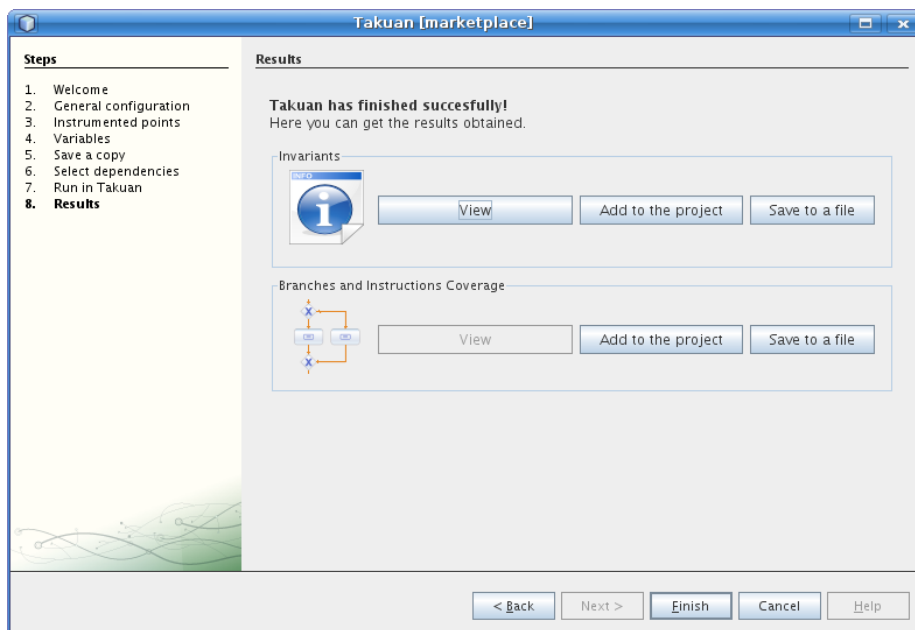 Takuan [marketplace]
Steps
1. Welcome
2. General configuration
3. Instrumented points
4. Variables
5. Save a copy
6. Select dependencies
7. Run in Takuan
8. Results
Results
Takuan has finished succesfully!
Here you can get the results obtained.
Invariants
INFO
View Add to the project Save to a file
Branches and Instructions Coverage
View Add to the project Save to a file
< Back Next > Finish Cancel Help